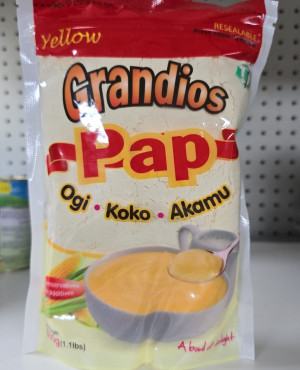 RESEALABLE
Yellow
Grandios
Pap
Ogi • Koko • Akamu
(1.1lbs)
A bowl of delight